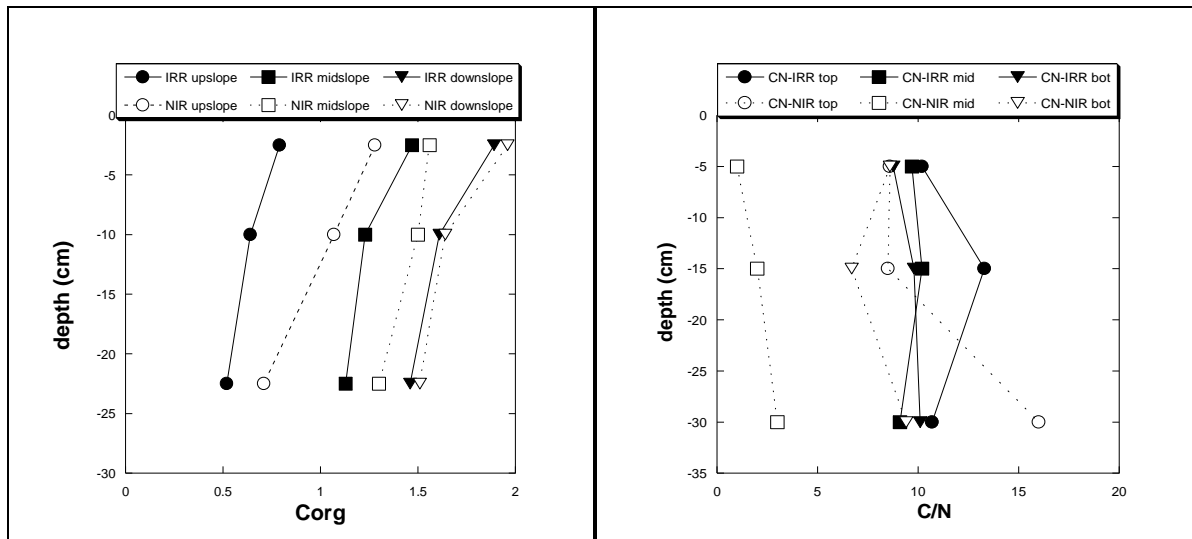 IRR upslope IRR midslope IRR downslope
NIR upslope NIR midslope NIR downslope
0
-5
-10
-15
-20
-25
-30
depth (cm)
0 0.5 1 1.5 2
Corg
CN-IRR top CN-IRR mid CN-IRR bot
CN-NIR top CN-NIR mid CN-NIR bot
0
-5
-10
-15
-20
-25
-30
-35
depth (cm)
0 5 10 15 20
C/N